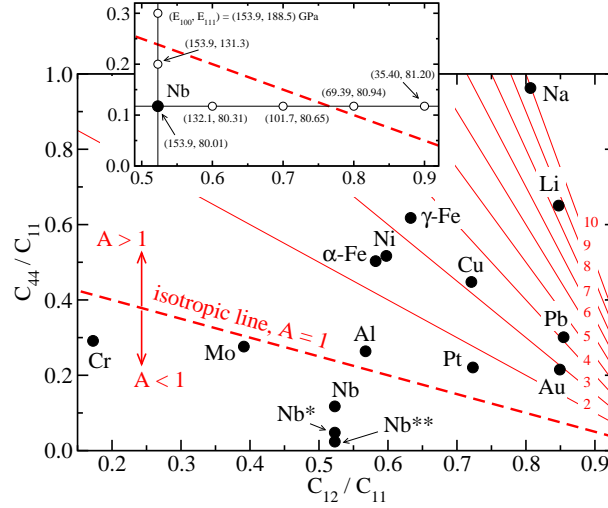 0.3
0.2
0.1
0.0
(E100, E111) = (153.9, 188.5) GPa
(153.9, 131.3)
Nb
(35.40, 81.20)
(69.39, 80.94)
(132.1, 80.31)
(101.7, 80.65)
(153.9, 80.01)
0.5
0.6
0.7
0.8
0.9
1.0
0.8
0.6
0.4
0.2
0.0
C44 / C11
Na
Li
10
9
8
7
6
5
4
3
2
γ-Fe
α-Fe
Ni
Cu
A > 1
isotropic line, A = 1
A < 1
Cr
Mo
Al
Pt
Pb
Au
Nb
Nb*
Nb**
0.2
0.3
0.4
0.5
0.6
0.7
0.8
0.9
C12 / C11